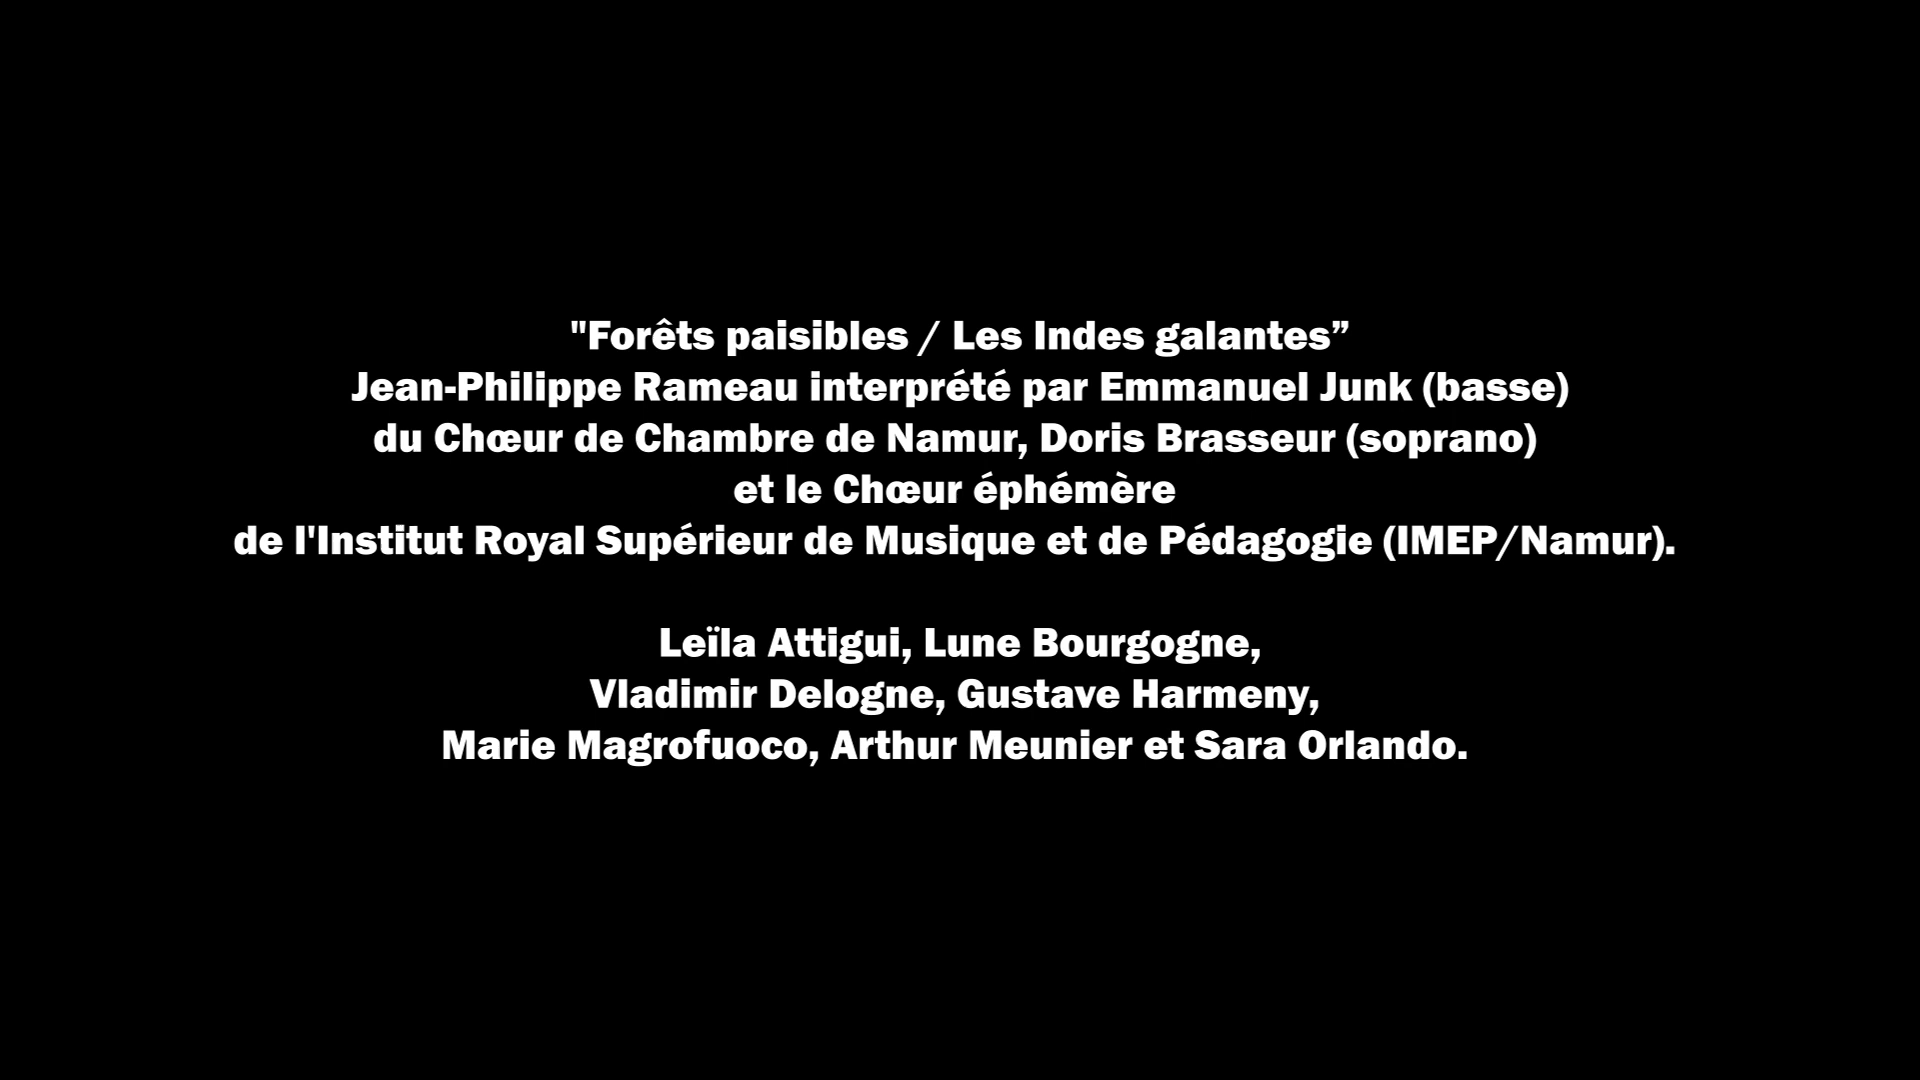 "Forêts paisibles / Les Indes galantes”
Jean-Philippe Rameau interprété par Emmanuel Junk (basse)
du Chœur de Chambre de Namur, Doris Brasseur (soprano)
et le Chœur éphémère
de l'Institut Royal Supérieur de Musique et de Pédagogie (IMEP/Namur).
Leïla Attigui, Lune Bourgogne,
Vladimir Delogne, Gustave Harmeny,
Marie Magrofuoco, Arthur Meunier et Sara Orlando.